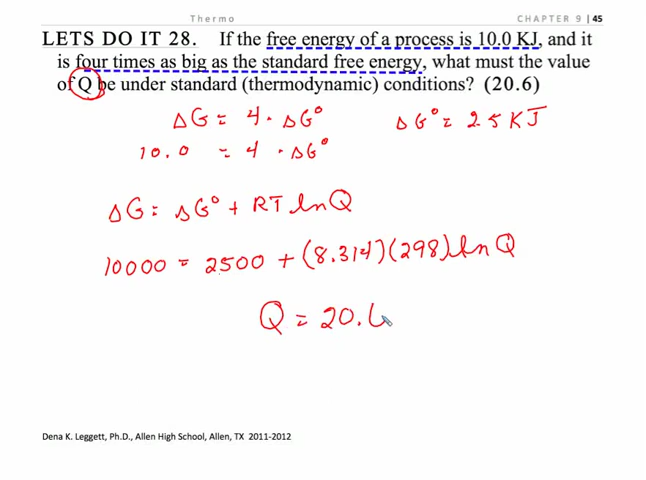 Thermo CHAPTER 9 | 45
LETS DO IT 28. If the free energy of a process is 10.0 KJ, and it
is four times as big as the standard free energy, what must the value
of Q be under standard (thermodynamic) conditions? (20.6)
ΔG = 4 · ΔG° ΔG° = 2.5 KJ
10.0 = 4 · ΔG°
ΔG = ΔG° + RT ln Q
10000 = 2500 + (8.314)(298) ln Q
Q = 20.6
Dena K. Leggett, Ph.D., Allen High School, Allen, TX 2011-2012